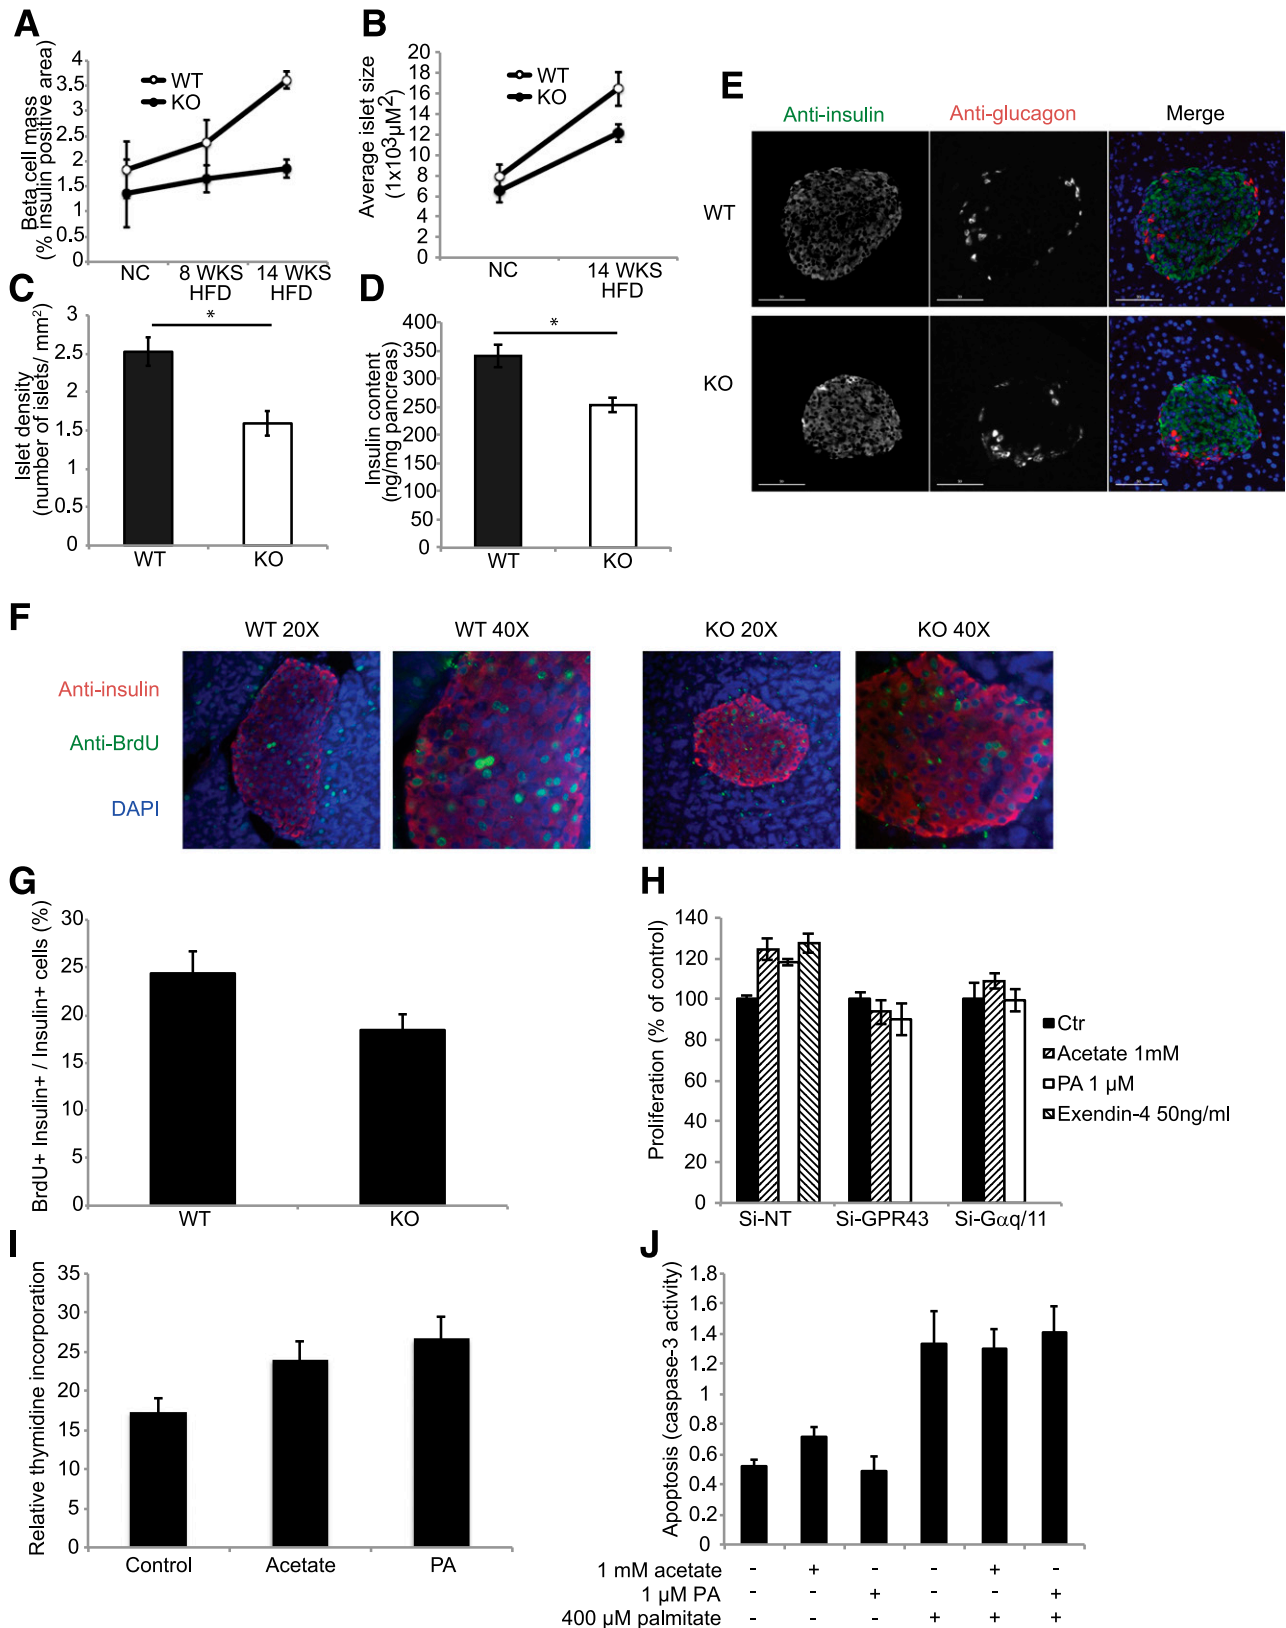 A
Beta cell mass
(% insulin positive area)
4
3.5
3
2.5
2
1.5
1
0.5
0
WT
KO
NC
8 WKS
HFD
14 WKS
HFD
B
Average islet size
(1x103µM2)
20
18
16
14
12
10
8
6
4
2
0
WT
KO
NC
14 WKS
HFD
C
Islet density
(number of islets/ mm2)
3
2.5
2
1.5
1
0.5
0
*
WT
KO
D
Insulin content
(ng/mg pancreas)
400
350
300
250
200
150
100
50
0
*
WT
KO
E
Anti-insulin
Anti-glucagon
Merge
WT
KO
F
WT 20X
WT 40X
KO 20X
KO 40X
Anti-insulin
Anti-BrdU
DAPI
G
BrdU+ Insulin+ / Insulin+ cells (%)
30
25
20
15
10
5
0
WT
KO
H
Proliferation (% of control)
140
120
100
80
60
40
20
0
Si-NT
Si-GPR43
Si-Gαq/11
Ctr
Acetate 1mM
PA 1 µM
Exendin-4 50ng/ml
I
Relative thymidine incorporation
35
30
25
20
15
10
5
0
Control
Acetate
PA
J
Apoptosis (caspase-3 activity)
1.8
1.6
1.4
1.2
1
0.8
0.6
0.4
0.2
0
1 mM acetate - + - - + -
1 µM PA - - + - - +
400 µM palmitate - - - + + +